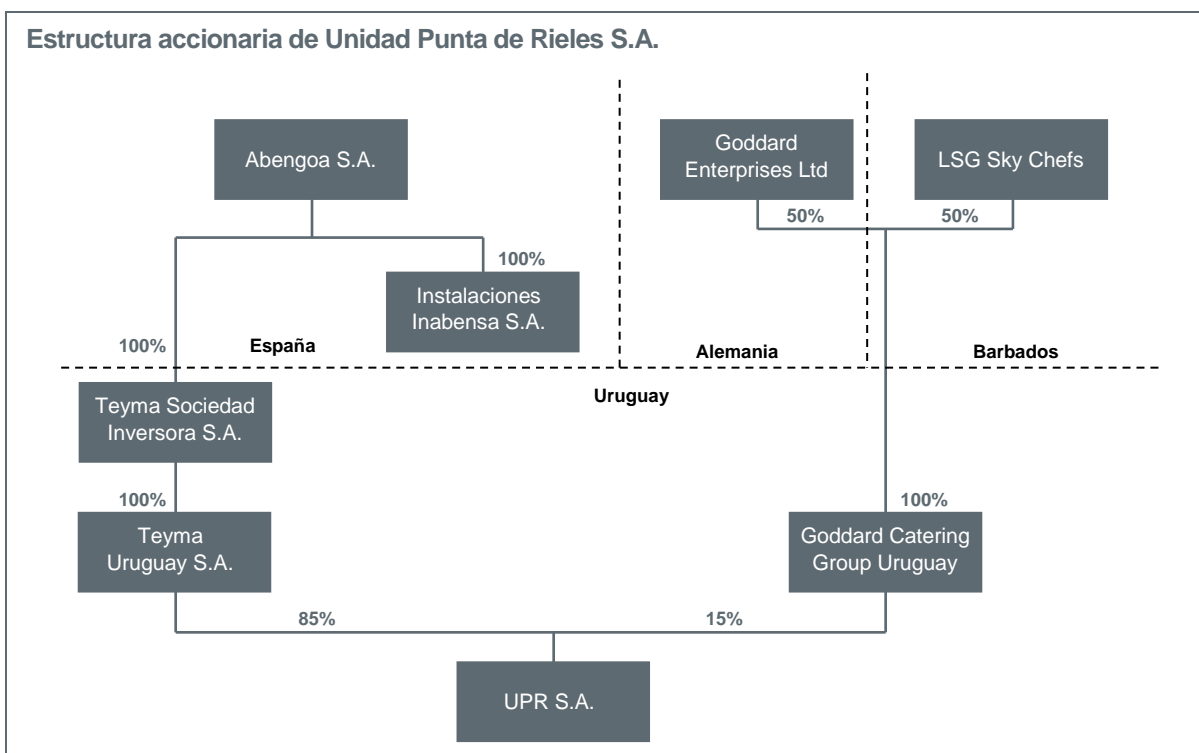 Estructura accionaria de Unidad Punta de Rieles S.A.
Abengoa S.A.
Goddard
Enterprises Ltd
LSG Sky Chefs
50%
50%
100%
Instalaciones
Inabensa S.A.
100%
España
Alemania
Barbados
Uruguay
Teyma Sociedad
Inversora S.A.
100%
100%
Teyma
Uruguay S.A.
Goddard Catering
Group Uruguay
85%
15%
UPR S.A.